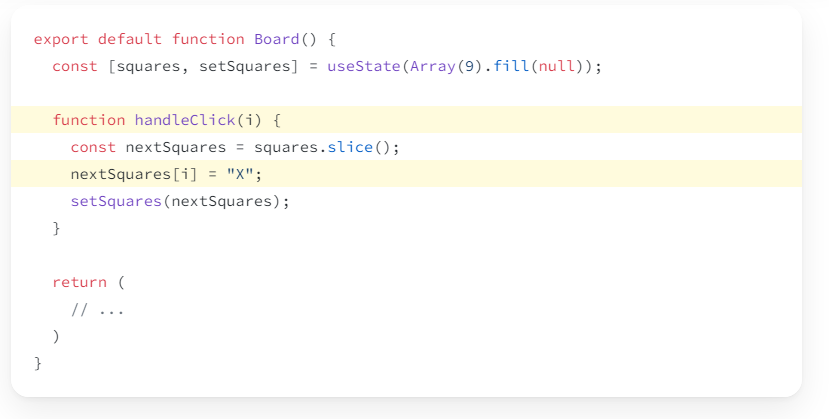 export default function Board() {
  const [squares, setSquares] = useState(Array(9).fill(null));
  function handleClick(i) {
    const nextSquares = squares.slice();
    nextSquares[i] = "X";
    setSquares(nextSquares);
  }
  return (
    // ...
  )
}